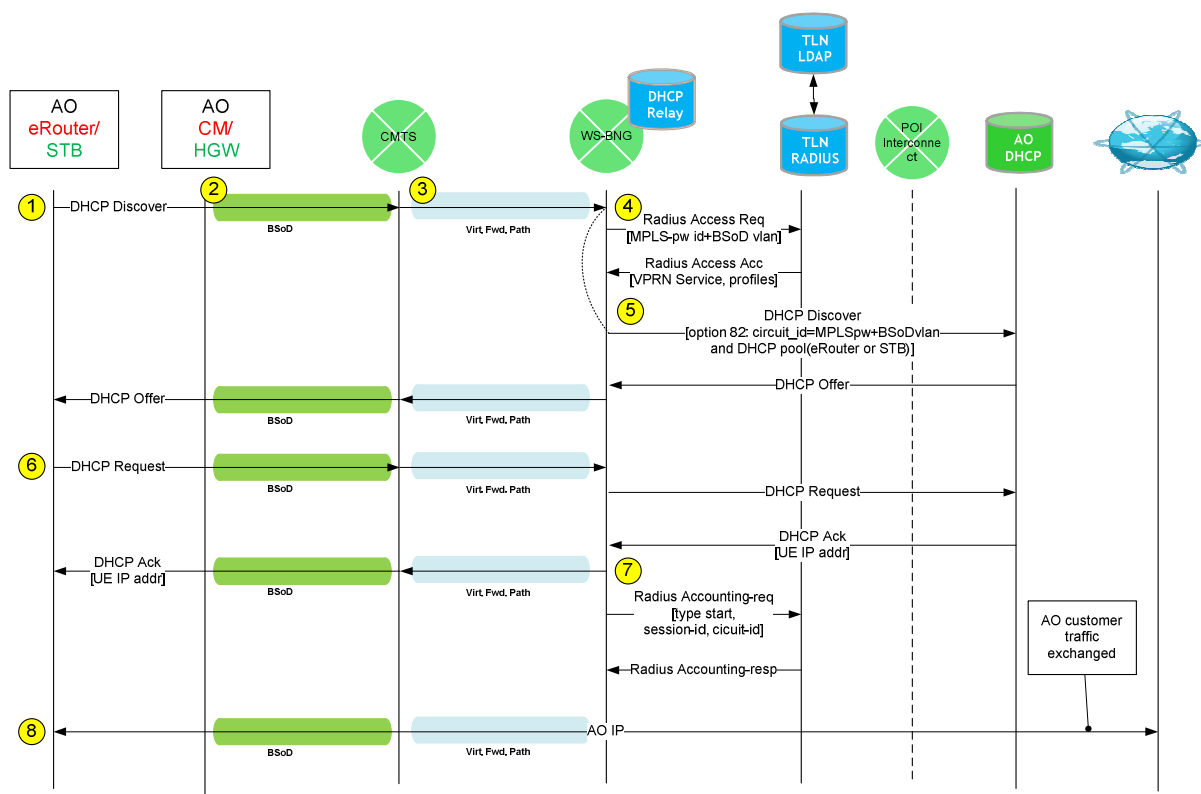 TLN
LDAP
DHCP
Relay
AO
eRouter/
STB
AO
CM/
HGW
CMTS
WS-BNG
TLN
RADIUS
POI
Interconne
ct
AO
DHCP
1
DHCP Discover
2
BSoD
3
Virt. Fwd. Path
4
Radius Access Req
[MPLS-pw id+BSoD vlan]
Radius Access Acc
[VPRN Service, profiles]
5
DHCP Discover
[option 82: circuit_id=MPLSpw+BSoDvlan
and DHCP pool(eRouter or STB)]
DHCP Offer
DHCP Offer
BSoD
Virt. Fwd. Path
6
DHCP Request
BSoD
Virt. Fwd. Path
DHCP Request
DHCP Ack
[UE IP addr]
DHCP Ack
[UE IP addr]
BSoD
Virt. Fwd. Path
7
Radius Accounting-req
[type start,
session-id, cicuit-id]
Radius Accounting-resp
AO customer
traffic
exchanged
8
AO IP
BSoD
Virt. Fwd. Path